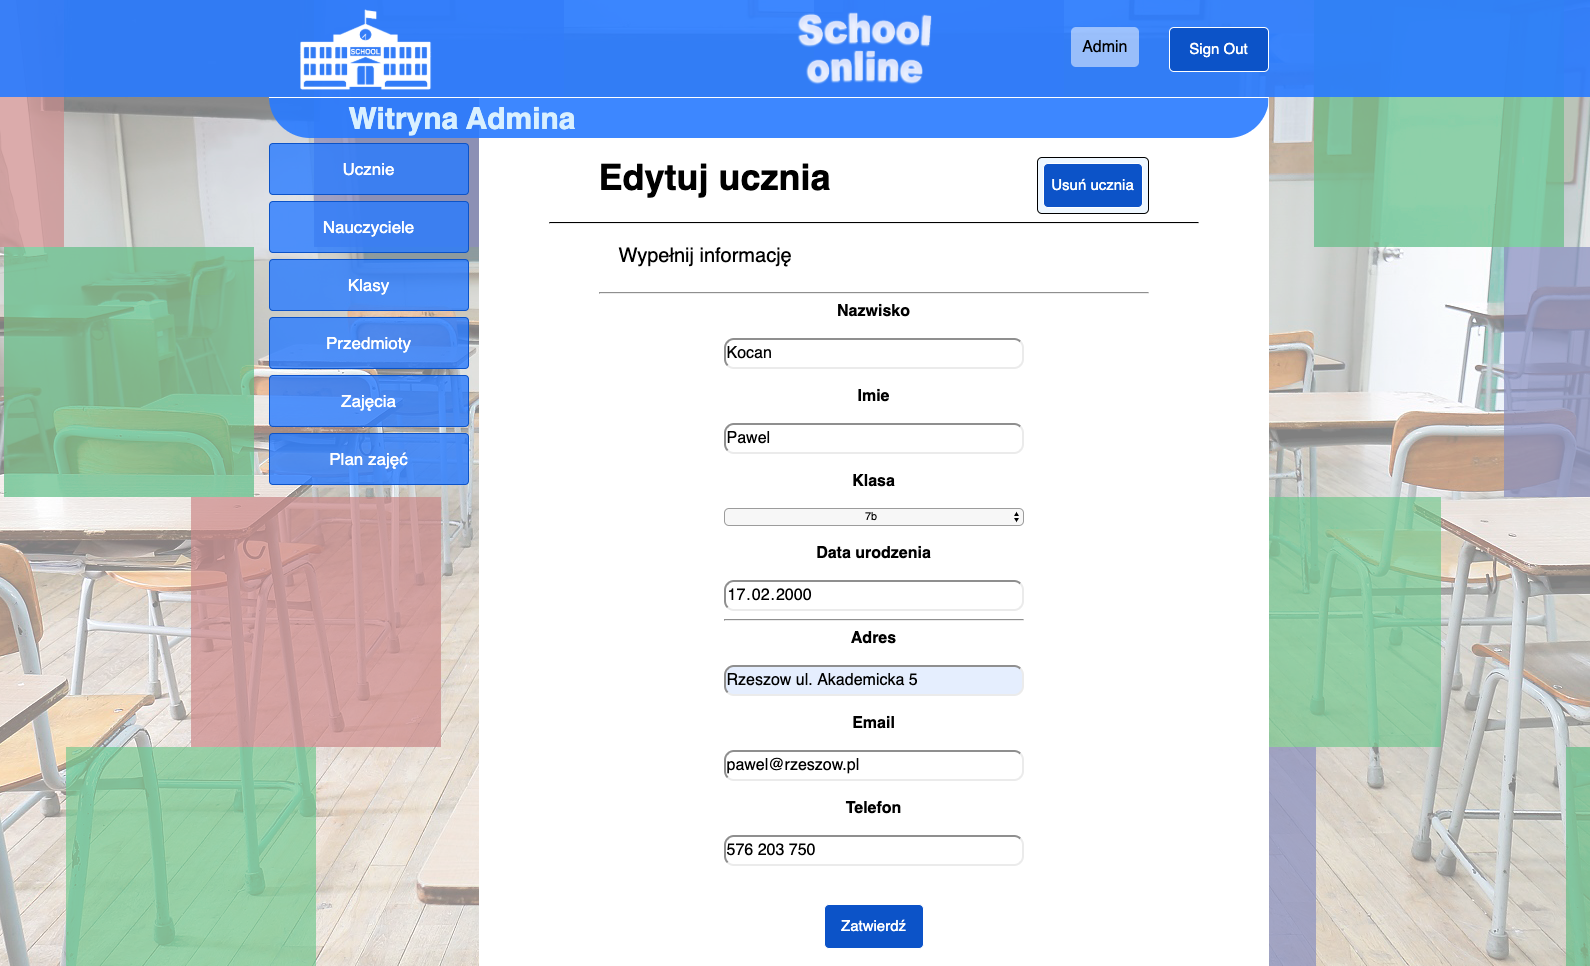 SCHOOL
School
online
Admin
Sign Out
Witryna Admina
Ucznie
Nauczyciele
Klasy
Przedmioty
Zajęcia
Plan zajęć
Edytuj ucznia
Usuń ucznia
Wypełnij informację
Nazwisko
Kocan
Imie
Pawel
Klasa
7b
Data urodzenia
17.02.2000
Adres
Rzeszow ul. Akademicka 5
Email
pawel@rzeszow.pl
Telefon
576 203 750
Zatwierdź